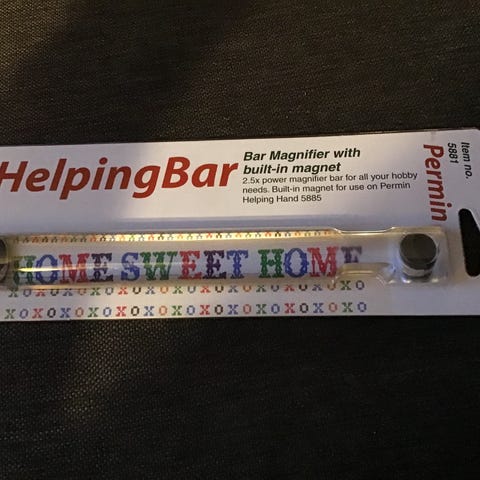 HelpingBar
Bar Magnifier with
built-in magnet
2.5x power magnifier bar for all your hobby
needs. Built-in magnet for use on Permin
Helping Hand 5885
Item no.
5881
Permin
HOME SWEET HOME
XOXOXOXOXOXOXOXOXOXOXOXOXO
XOXOXOXOXOXOXOXOXOXOXOXOXO